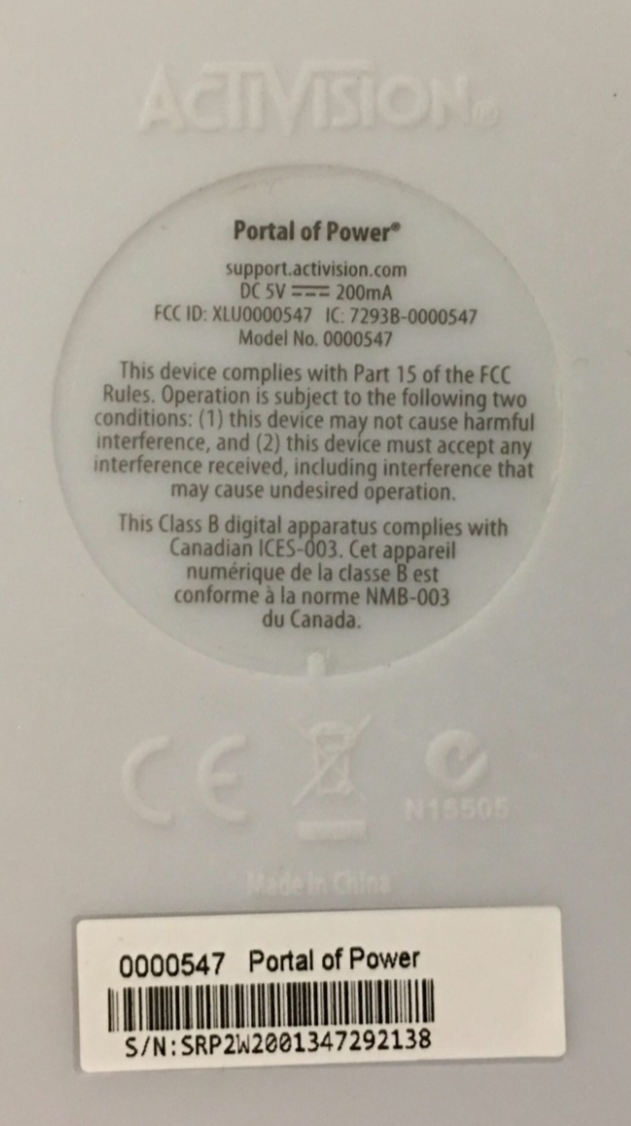 ACTIVISION®
Portal of Power®
support.activision.com
DC 5V ⎓ 200mA
FCC ID: XLU0000547 IC: 7293B-0000547
Model No. 0000547
This device complies with Part 15 of the FCC
Rules. Operation is subject to the following two
conditions: (1) this device may not cause harmful
interference, and (2) this device must accept any
interference received, including interference that
may cause undesired operation.
This Class B digital apparatus complies with
Canadian ICES-003. Cet appareil
numérique de la classe B est
conforme à la norme NMB-003
du Canada.
CE
N15505
Made in China
0000547 Portal of Power
S/N:SRP2W2001347292138